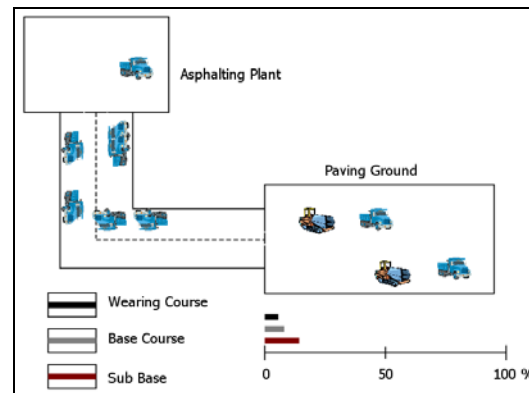 Asphalting Plant
Paving Ground
Wearing Course
Base Course
Sub Base
0 50 100 %